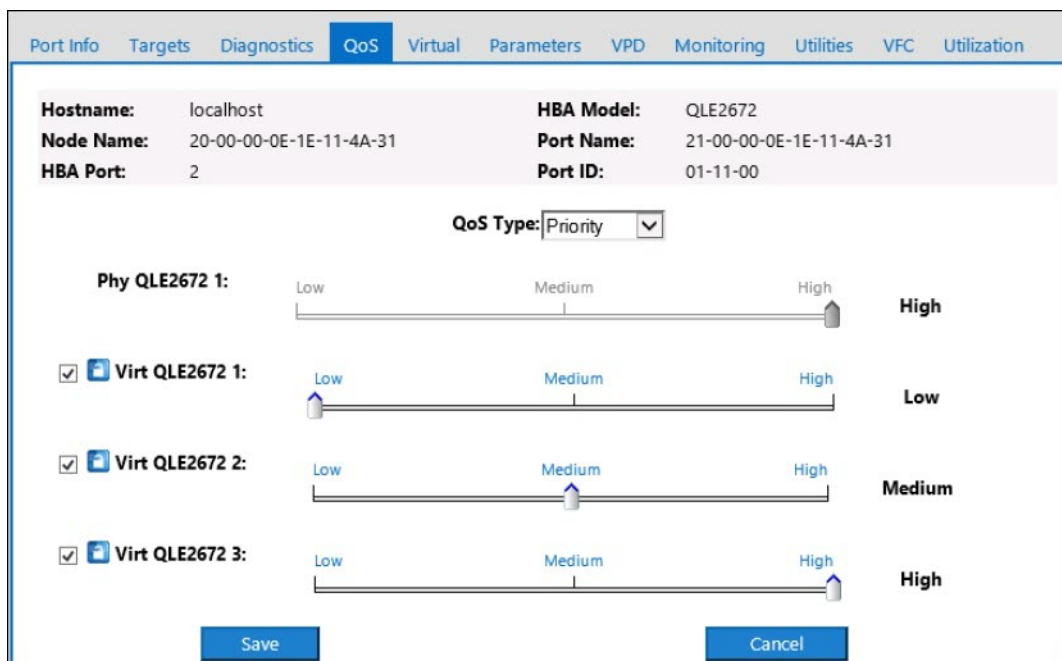 Port Info Targets Diagnostics QoS Virtual Parameters VPD Monitoring Utilities VFC Utilization
Hostname: localhost HBA Model: QLE2672
Node Name: 20-00-00-0E-1E-11-4A-31 Port Name: 21-00-00-0E-1E-11-4A-31
HBA Port: 2 Port ID: 01-11-00
QoS Type: Priority
Phy QLE2672 1: Low Medium High High
Virt QLE2672 1: Low Medium High Low
Virt QLE2672 2: Low Medium High Medium
Virt QLE2672 3: Low Medium High High
Save Cancel